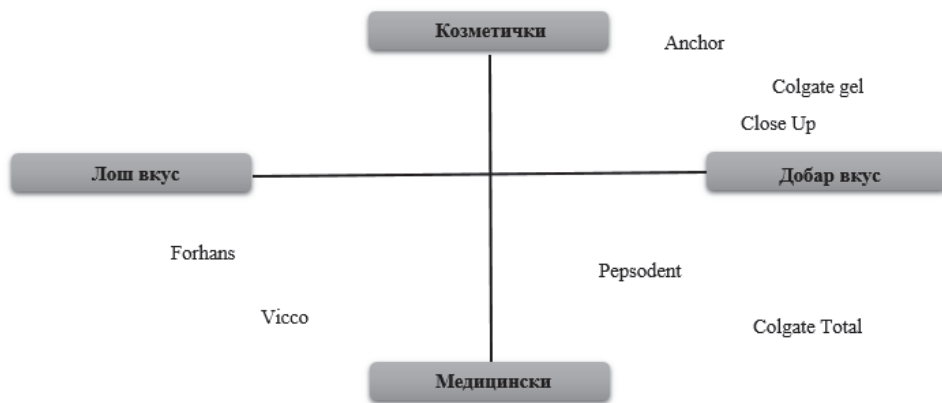 Козметички
Anchor
Colgate gel
Close Up
Лош вкус
Добар вкус
Forhans
Pepsodent
Vicco
Colgate Total
Медицински